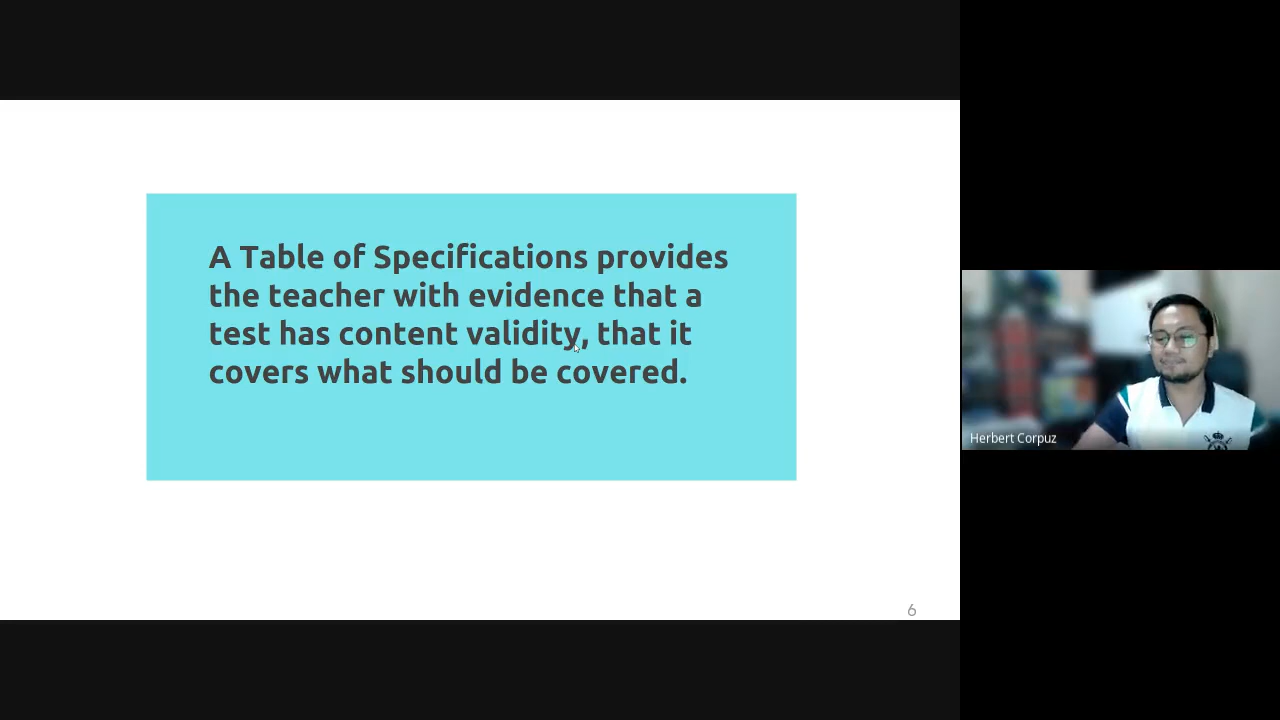 A Table of Specifications provides
the teacher with evidence that a
test has content validity, that it
covers what should be covered.
6
Herbert Corpuz